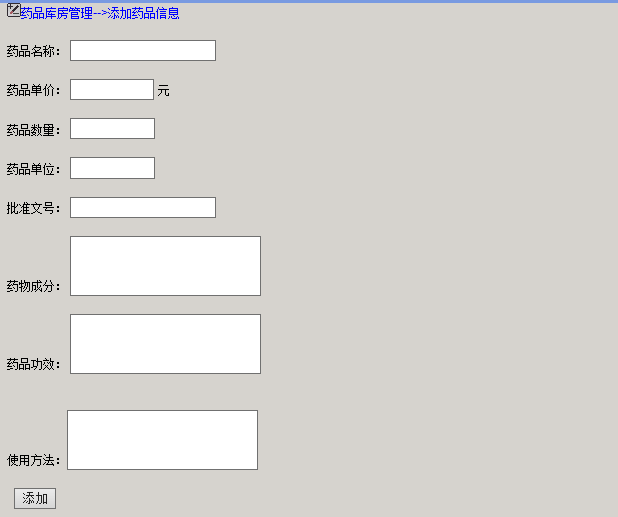 药品库房管理-->添加药品信息
药品名称：
药品单价： 元
药品数量：
药品单位：
批准文号：
药物成分：
药品功效：
使用方法：
添加